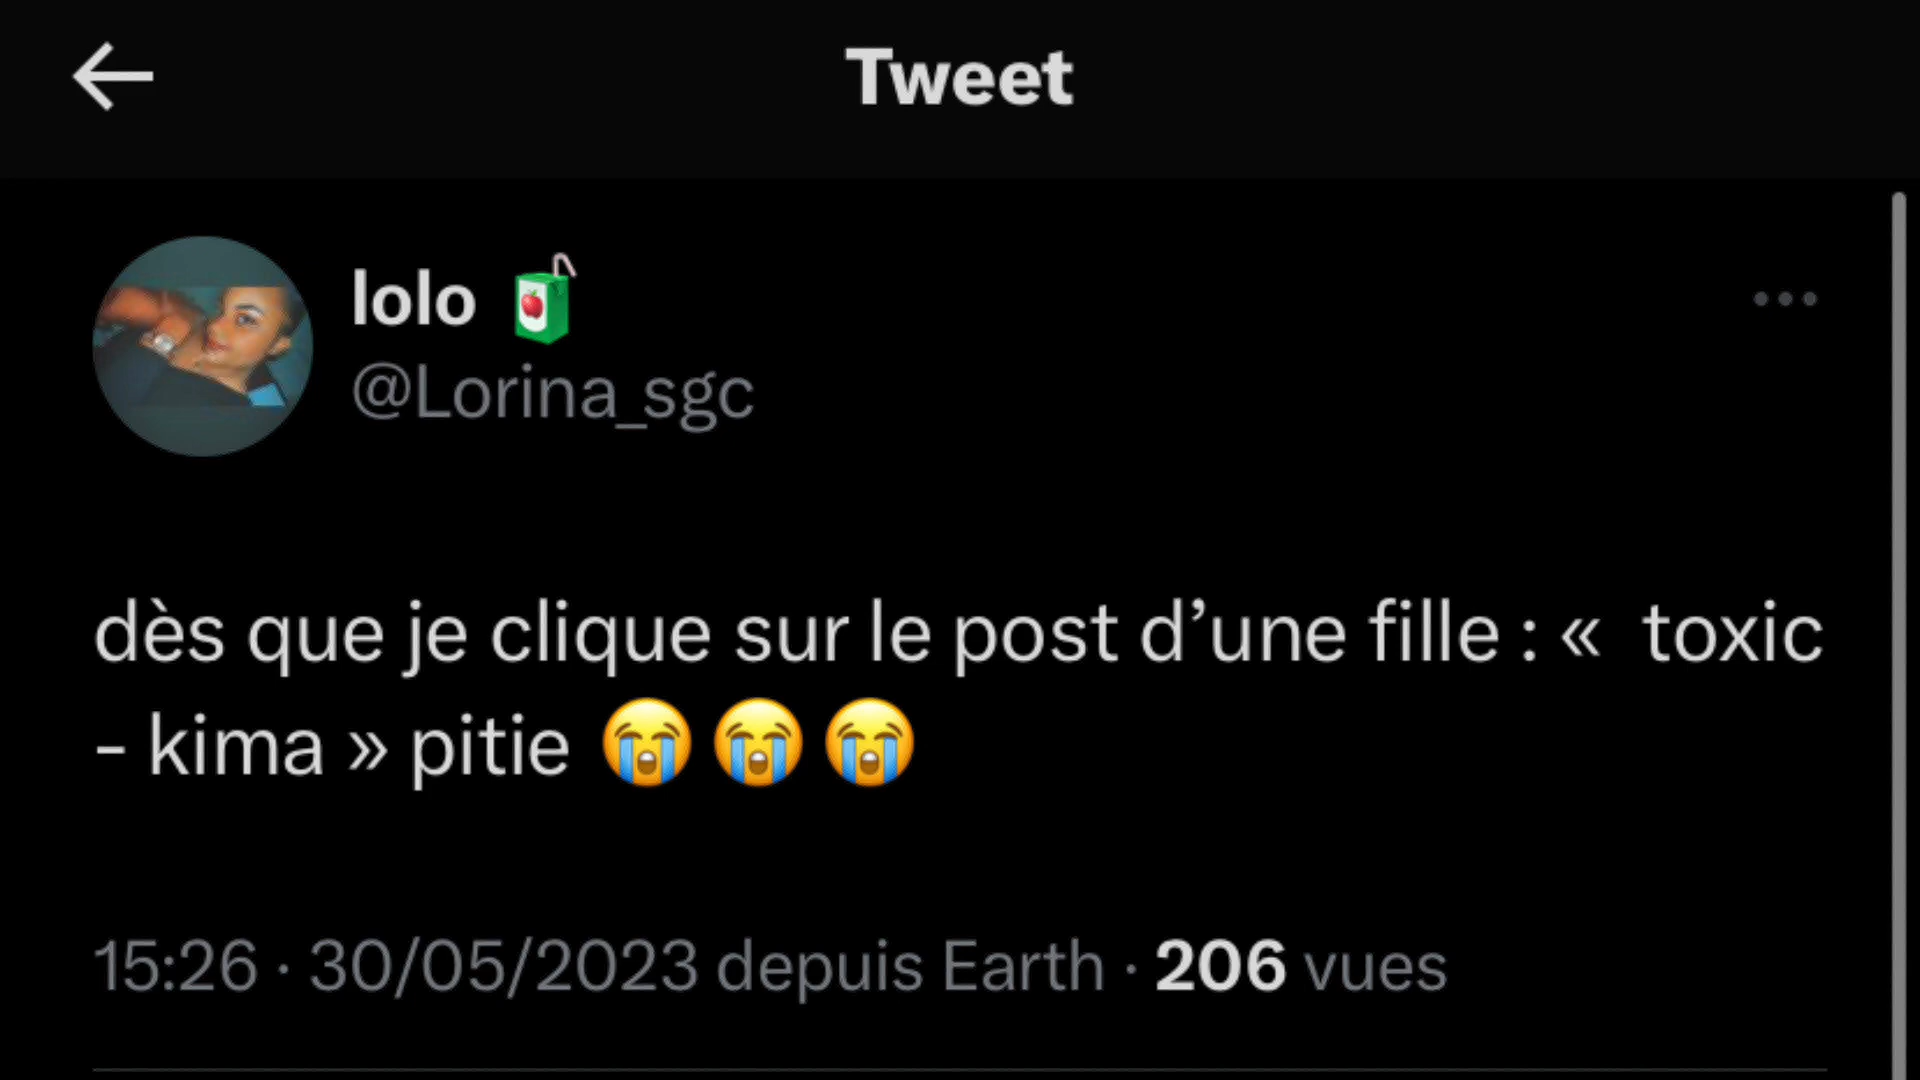 Tweet
lolo 🧃
@Lorina_sgc
dès que je clique sur le post d’une fille : «  toxic
- kima » pitie 😭😭😭
15:26 · 30/05/2023 depuis Earth · 206 vues